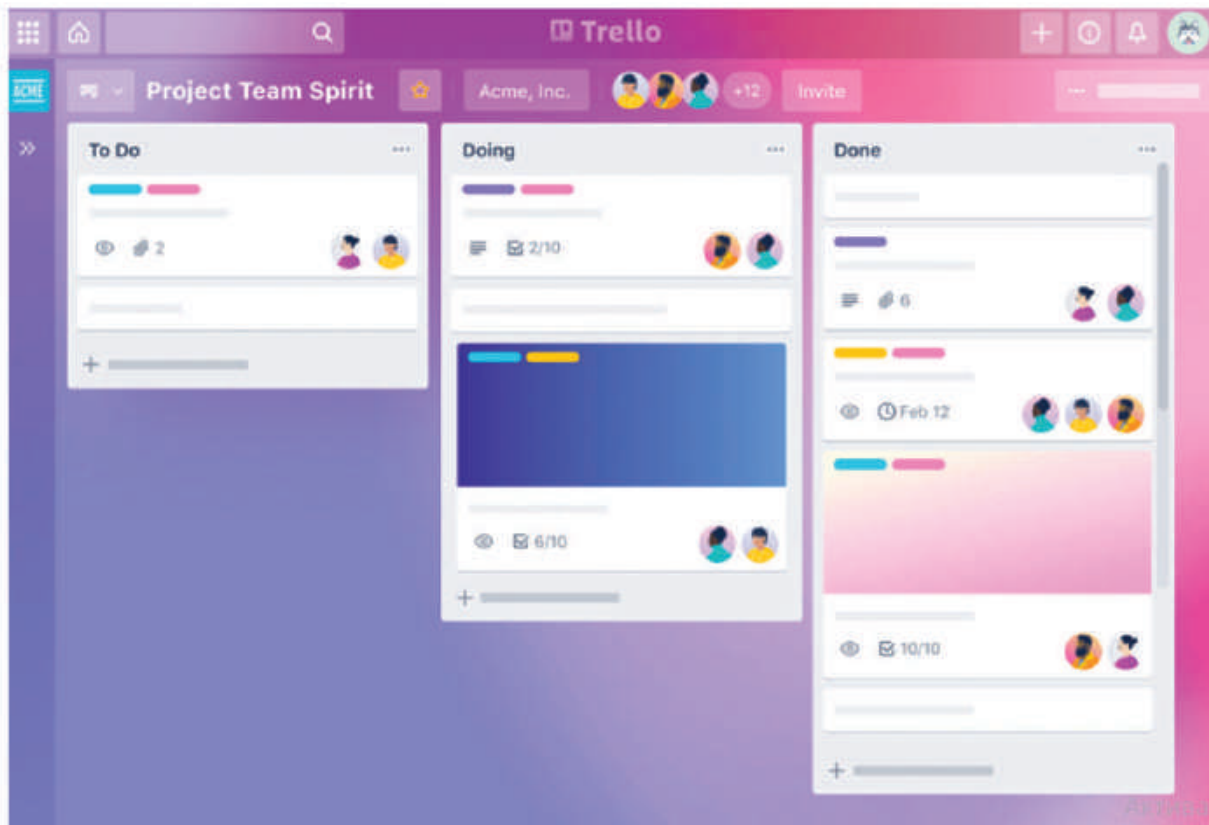 Trello
ACME
Project Team Spirit
Acme, Inc.
+12
Invite
To Do
2
Doing
2/10
6/10
Done
6
Feb 12
10/10